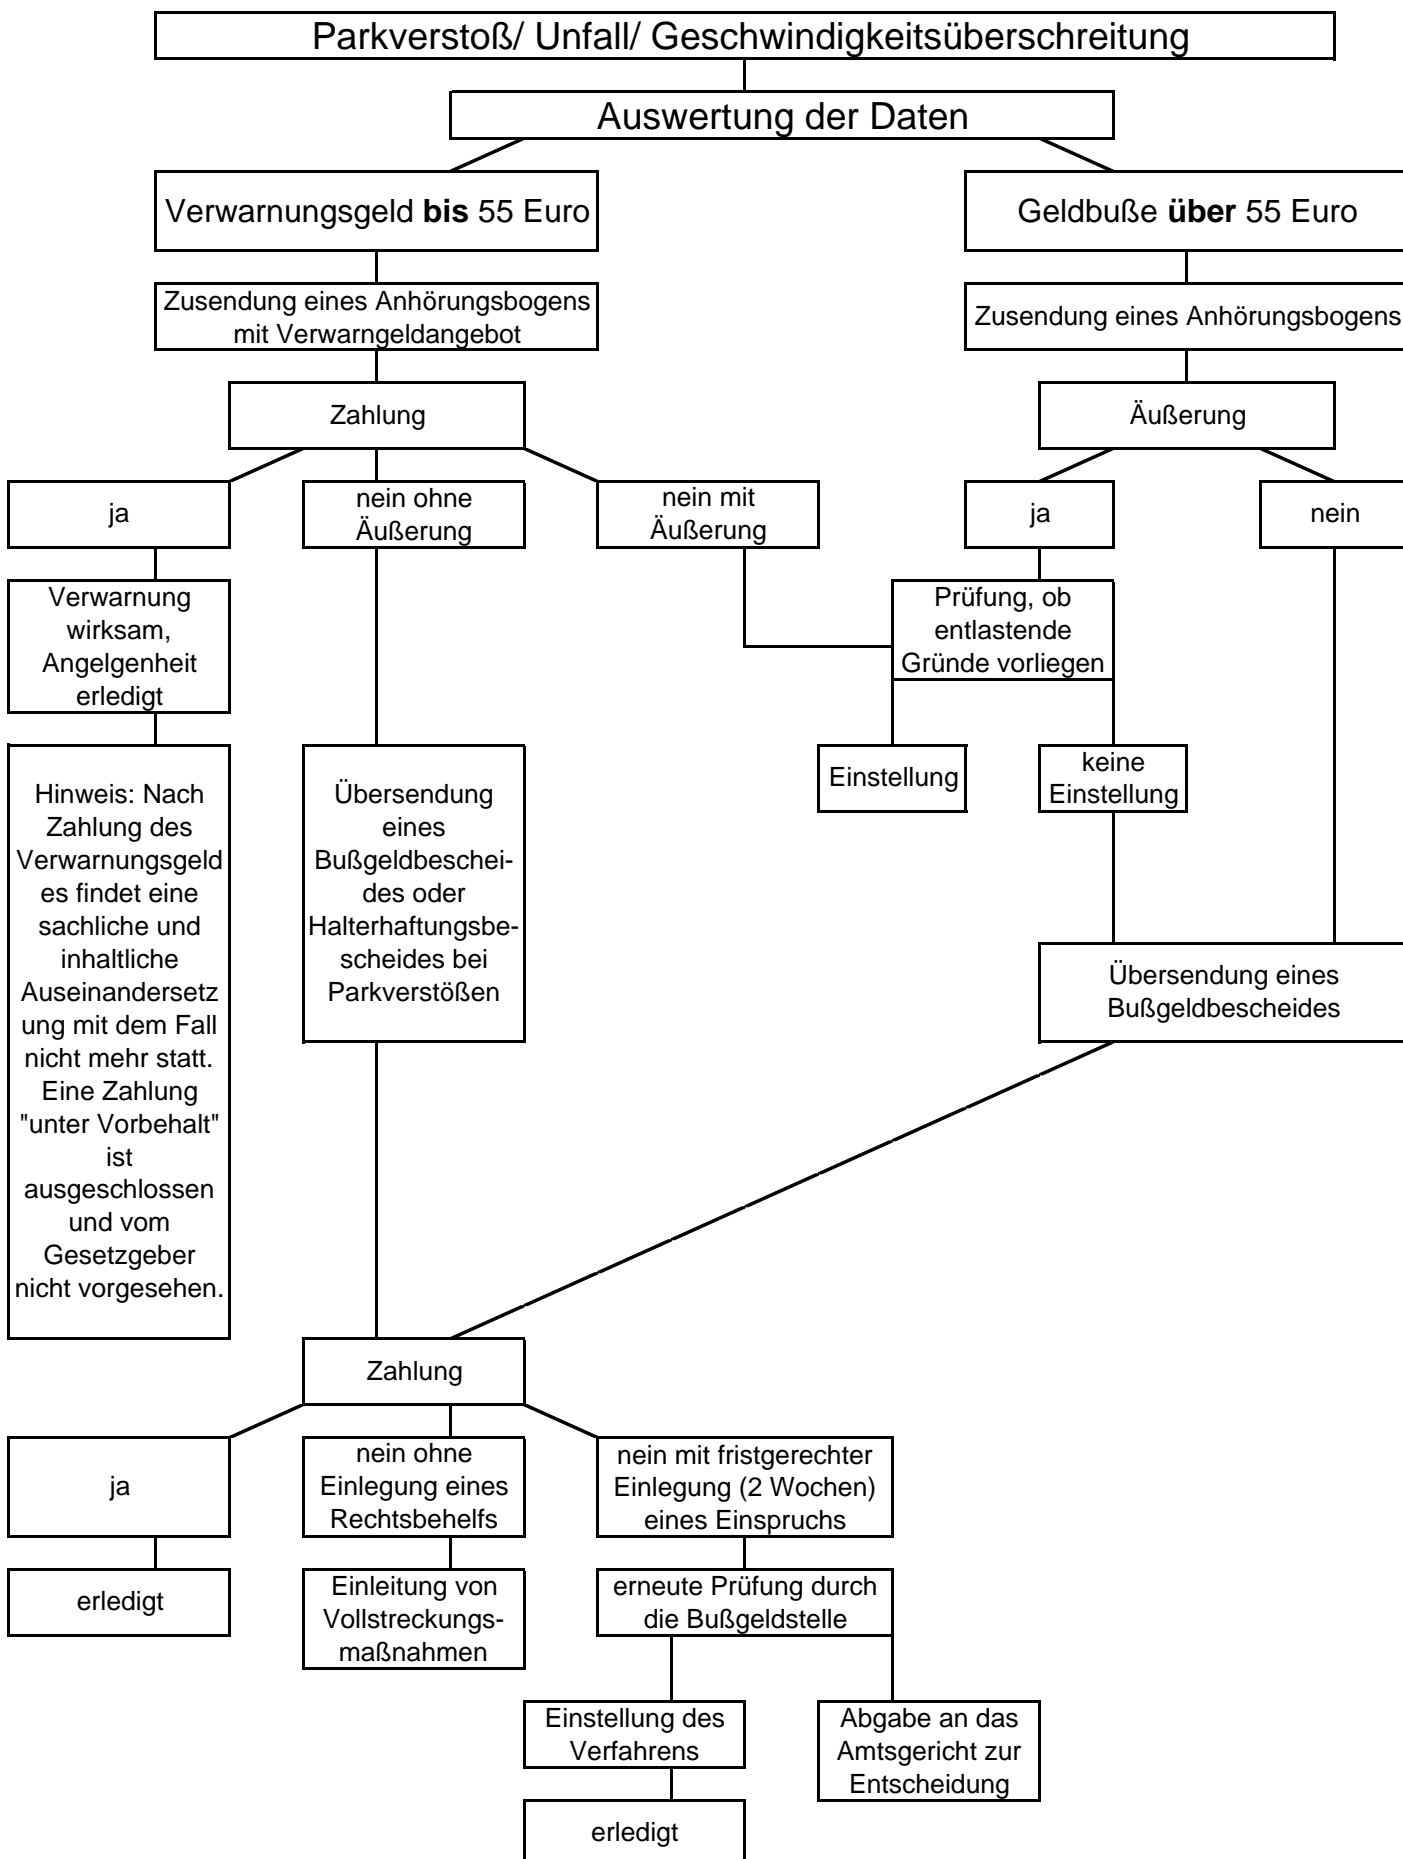 Parkverstoß/ Unfall/ Geschwindigkeitsüberschreitung
Auswertung der Daten
Verwarnungsgeld bis 55 Euro
Geldbuße über 55 Euro
Zusendung eines Anhörungsbogens
mit Verwarngeldangebot
Zusendung eines Anhörungsbogens
Zahlung
Äußerung
ja
nein ohne
Äußerung
nein mit
Äußerung
ja
nein
Verwarnung
wirksam,
Angelgenheit
erledigt
Prüfung, ob
entlastende
Gründe vorliegen
Hinweis: Nach
Zahlung des
Verwarnungsgeld
es findet eine
sachliche und
inhaltliche
Auseinandersetz
ung mit dem Fall
nicht mehr statt.
Eine Zahlung
"unter Vorbehalt"
ist
ausgeschlossen
und vom
Gesetzgeber
nicht vorgesehen.
Übersendung
eines
Bußgeldbeschei-
des oder
Halterhaftungsbe-
scheides bei
Parkverstößen
Einstellung
keine
Einstellung
Übersendung eines
Bußgeldbescheides
Zahlung
ja
nein ohne
Einlegung eines
Rechtsbehelfs
nein mit fristgerechter
Einlegung (2 Wochen)
eines Einspruchs
erledigt
Einleitung von
Vollstreckungs-
maßnahmen
erneute Prüfung durch
die Bußgeldstelle
Einstellung des
Verfahrens
Abgabe an das
Amtsgericht zur
Entscheidung
erledigt